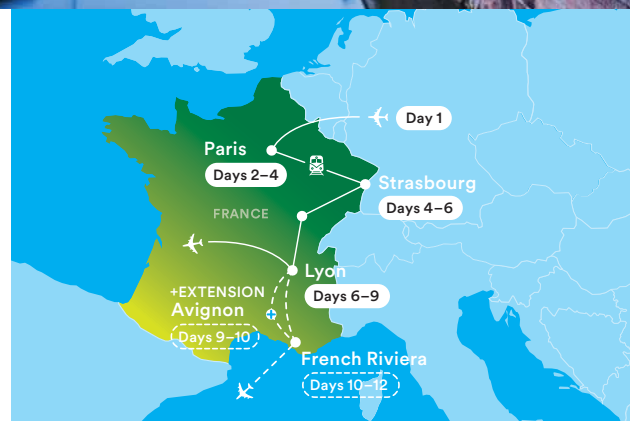 Day 1
Paris
Days 2–4
Strasbourg
Days 4–6
FRANCE
Lyon
Days 6–9
+EXTENSION
Avignon
Days 9–10
French Riviera
Days 10–12